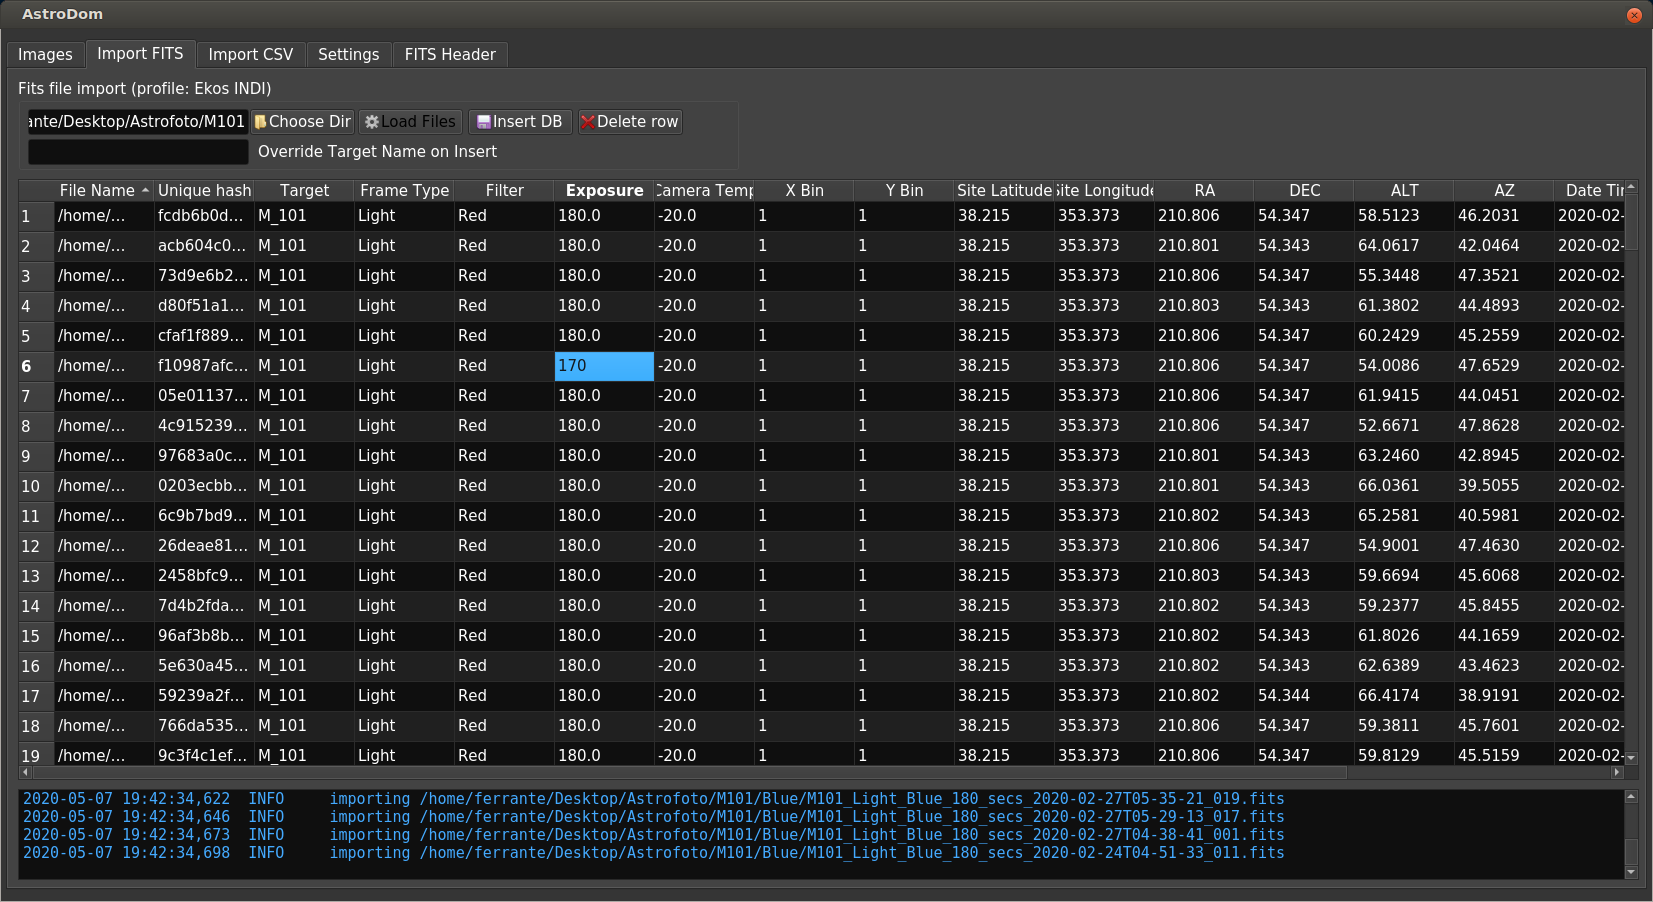 AstroDom
Images Import FITS Import CSV Settings FITS Header
Fits file import (profile: Ekos INDI)
ante/Desktop/Astrofoto/M101 Choose Dir Load Files Insert DB Delete row
Override Target Name on Insert
File Name Unique hash Target Frame Type Filter Exposure Camera Temp X Bin Y Bin Site Latitude Site Longitude RA DEC ALT AZ Date Tir
1 /home/... fcdb6b0d... M_101 Light Red 180.0 -20.0 1 1 38.215 353.373 210.806 54.347 58.5123 46.2031 2020-02-
2 /home/... acb604c0... M_101 Light Red 180.0 -20.0 1 1 38.215 353.373 210.801 54.343 64.0617 42.0464 2020-02-
3 /home/... 73d9e6b2... M_101 Light Red 180.0 -20.0 1 1 38.215 353.373 210.806 54.347 55.3448 47.3521 2020-02-
4 /home/... d80f51a1... M_101 Light Red 180.0 -20.0 1 1 38.215 353.373 210.803 54.343 61.3802 44.4893 2020-02-
5 /home/... cfaf1f889... M_101 Light Red 180.0 -20.0 1 1 38.215 353.373 210.806 54.347 60.2429 45.2559 2020-02-
6 /home/... f10987afc... M_101 Light Red 170 -20.0 1 1 38.215 353.373 210.806 54.347 54.0086 47.6529 2020-02-
7 /home/... 05e01137... M_101 Light Red 180.0 -20.0 1 1 38.215 353.373 210.806 54.347 61.9415 44.0451 2020-02-
8 /home/... 4c915239... M_101 Light Red 180.0 -20.0 1 1 38.215 353.373 210.806 54.347 52.6671 47.8628 2020-02-
9 /home/... 97683a0c... M_101 Light Red 180.0 -20.0 1 1 38.215 353.373 210.801 54.343 63.2460 42.8945 2020-02-
10 /home/... 0203ecbb... M_101 Light Red 180.0 -20.0 1 1 38.215 353.373 210.801 54.343 66.0361 39.5055 2020-02-
11 /home/... 6c9b7bd9... M_101 Light Red 180.0 -20.0 1 1 38.215 353.373 210.802 54.343 65.2581 40.5981 2020-02-
12 /home/... 26deae81... M_101 Light Red 180.0 -20.0 1 1 38.215 353.373 210.806 54.347 54.9001 47.4630 2020-02-
13 /home/... 2458bfc9... M_101 Light Red 180.0 -20.0 1 1 38.215 353.373 210.803 54.343 59.6694 45.6068 2020-02-
14 /home/... 7d4b2fda... M_101 Light Red 180.0 -20.0 1 1 38.215 353.373 210.802 54.343 59.2377 45.8455 2020-02-
15 /home/... 96af3b8b... M_101 Light Red 180.0 -20.0 1 1 38.215 353.373 210.802 54.343 61.8026 44.1659 2020-02-
16 /home/... 5e630a45... M_101 Light Red 180.0 -20.0 1 1 38.215 353.373 210.802 54.343 62.6389 43.4623 2020-02-
17 /home/... 59239a2f... M_101 Light Red 180.0 -20.0 1 1 38.215 353.373 210.802 54.344 66.4174 38.9191 2020-02-
18 /home/... 766da535... M_101 Light Red 180.0 -20.0 1 1 38.215 353.373 210.806 54.347 59.3811 45.7601 2020-02-
19 /home/... 9c3f4c1ef... M_101 Light Red 180.0 -20.0 1 1 38.215 353.373 210.806 54.347 59.8129 45.5159 2020-02-
2020-05-07 19:42:34,622 INFO importing /home/ferrante/Desktop/Astrofoto/M101/Blue/M101_Light_Blue_180_secs_2020-02-27T05-35-21_019.fits
2020-05-07 19:42:34,646 INFO importing /home/ferrante/Desktop/Astrofoto/M101/Blue/M101_Light_Blue_180_secs_2020-02-27T05-29-13_017.fits
2020-05-07 19:42:34,673 INFO importing /home/ferrante/Desktop/Astrofoto/M101/Blue/M101_Light_Blue_180_secs_2020-02-27T04-38-41_001.fits
2020-05-07 19:42:34,698 INFO importing /home/ferrante/Desktop/Astrofoto/M101/Blue/M101_Light_Blue_180_secs_2020-02-24T04-51-33_011.fits